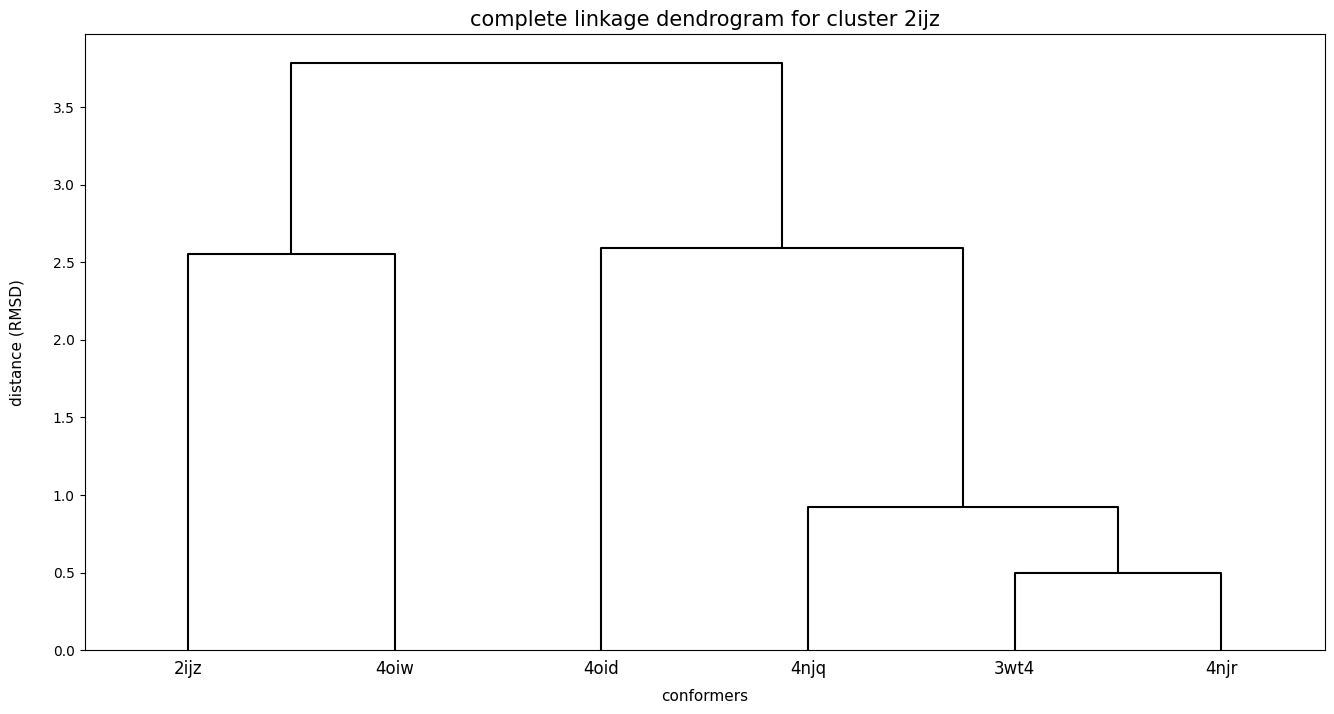 complete linkage dendrogram for cluster 2ijz
distance (RMSD)
3.5
3.0
2.5
2.0
1.5
1.0
0.5
0.0
2ijz 4oiw 4oid 4njq 3wt4 4njr
conformers